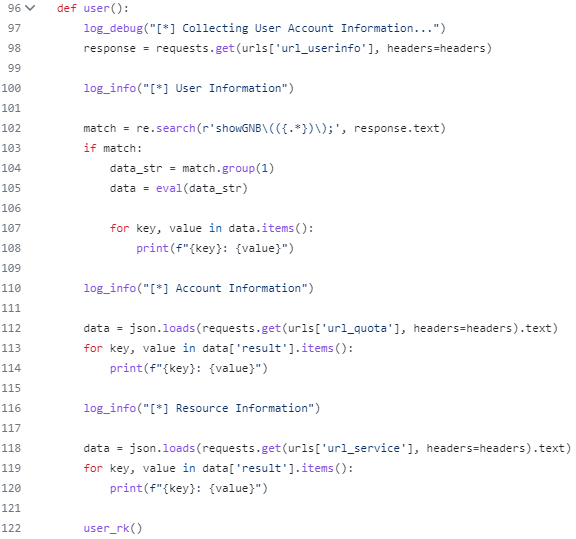 96 def user():
97     log_debug("[*] Collecting User Account Information...")
98     response = requests.get(urls['url_userinfo'], headers=headers)
99
100     log_info("[*] User Information")
101
102     match = re.search(r'showGNB\(({.*})\);', response.text)
103     if match:
104         data_str = match.group(1)
105         data = eval(data_str)
106
107         for key, value in data.items():
108             print(f"{key}: {value}")
109
110     log_info("[*] Account Information")
111
112     data = json.loads(requests.get(urls['url_quota'], headers=headers).text)
113     for key, value in data['result'].items():
114         print(f"{key}: {value}")
115
116     log_info("[*] Resource Information")
117
118     data = json.loads(requests.get(urls['url_service'], headers=headers).text)
119     for key, value in data['result'].items():
120         print(f"{key}: {value}")
121
122     user_rk()